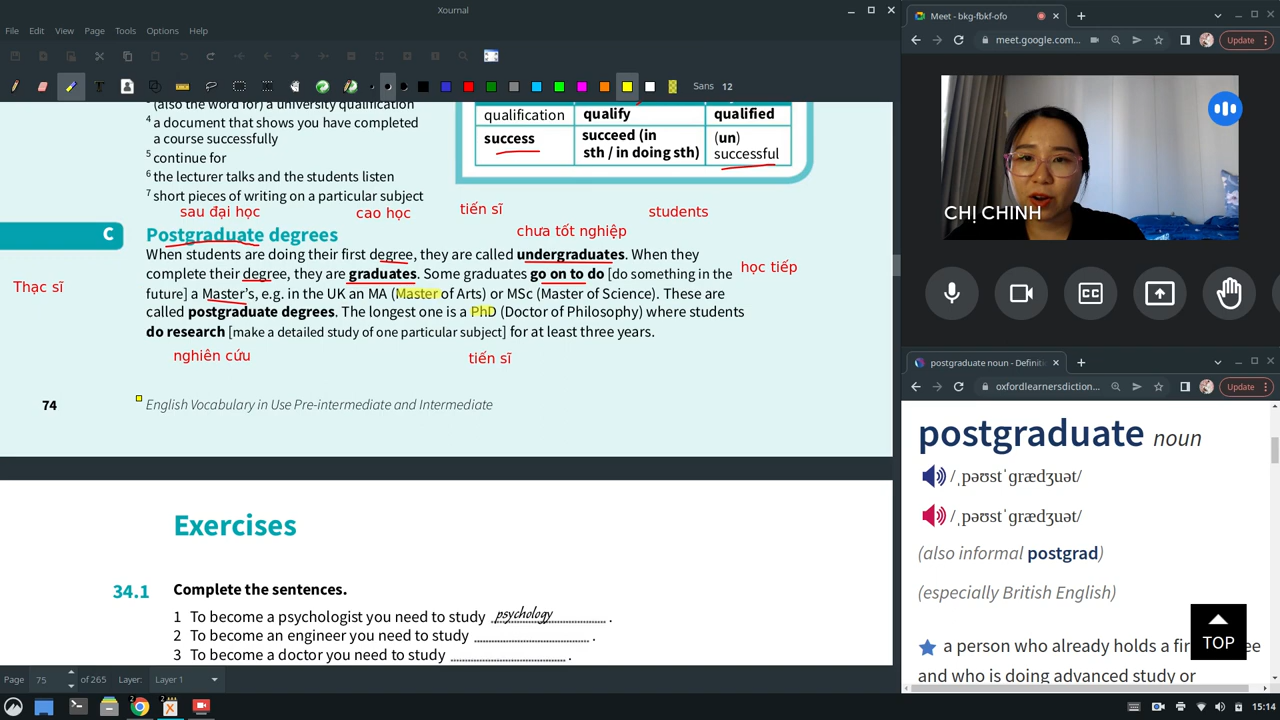 Xournal
File Edit View Page Tools Options Help
Sans 12
(also the word for) a university qualification
4 a document that shows you have completed
a course successfully
5 continue for
6 the lecturer talks and the students listen
7 short pieces of writing on a particular subject
qualification qualify qualified
success succeed (in sth / in doing sth) (un) successful
sau đại học cao học tiến sĩ students
C Postgraduate degrees
chưa tốt nghiệp
When students are doing their first degree, they are called undergraduates. When they
complete their degree, they are graduates. Some graduates go on to do [do something in the
học tiếp
Thạc sĩ
future] a Master's, e.g. in the UK an MA (Master of Arts) or MSc (Master of Science). These are
called postgraduate degrees. The longest one is a PhD (Doctor of Philosophy) where students
do research [make a detailed study of one particular subject] for at least three years.
nghiên cứu tiến sĩ
74 English Vocabulary in Use Pre-intermediate and Intermediate
Exercises
34.1 Complete the sentences.
1 To become a psychologist you need to study psychology .
2 To become an engineer you need to study .
3 To become a doctor you need to study .
Page 75 of 265 Layer: Layer 1
Meet - bkg-fbkf-ofo
meet.google.com... Update
CHỊ CHINH
postgraduate noun - Definiti
oxfordlearnersdiction... Update
postgraduate noun
/ˌpəʊstˈɡrædʒuət/
/ˌpəʊstˈɡrædʒuət/
(also informal postgrad)
(especially British English)
TOP
a person who already holds a fir ee
and who is doing advanced study or
2 2 15:14